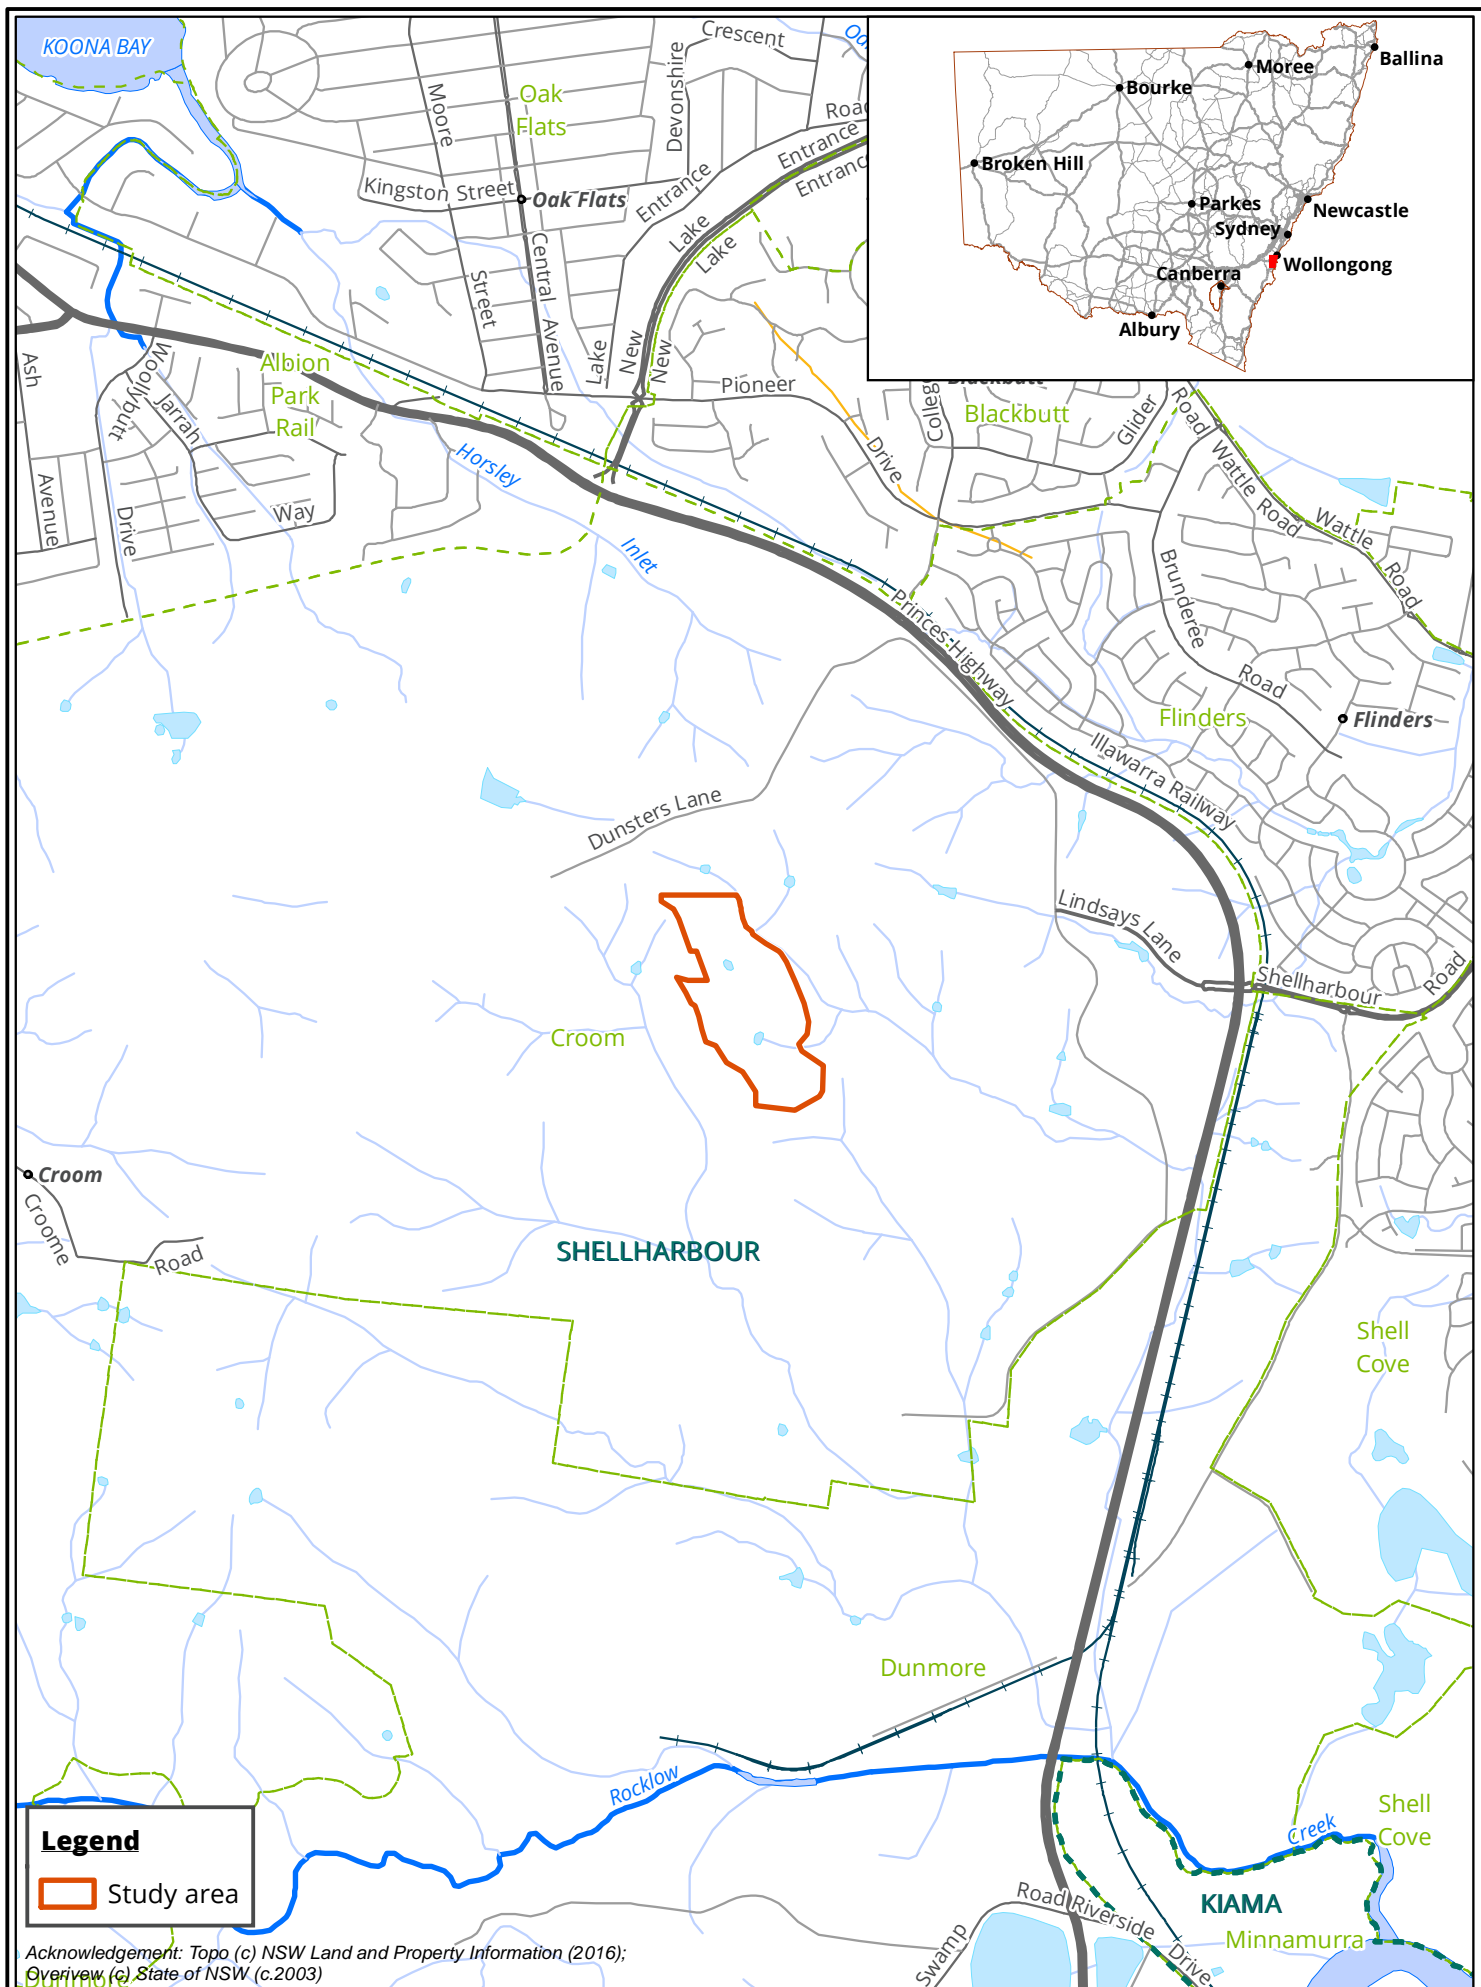 KOONA BAY
Crescent
Moore
Oak
Flats
Devonshire
Road
Entrance
Entrance
Kingston Street
Oak Flats
Entrance
Lake
Lake
Central
Avenue
Street
Lake
New
New
Pioneer
Drive
Ballina
Moree
Bourke
Broken Hill
Parkes
Newcastle
Sydney
Wollongong
Canberra
Albury
Blackbutt
Blackbutt
College
Glider
Road
Wattle Road
Wattle
Road
Ash
Avenue
Woollybutt
Drive
Jarrah
Way
Albion
Park
Rail
Horsley
Inlet
Princes Highway
Brunderee
Road
Flinders
Flinders
Illawarra Railway
Dunsters Lane
Lindsays Lane
Shellharbour
Road
Croom
Croom
Croome
Road
SHELLHARBOUR
Shell
Cove
Dunmore
Rocklow
Creek
Shell
Cove
KIAMA
Minnamurra
Road Riverside
Drive
Swamp
Legend
Study area
Dunmore
Acknowledgement: Topo (c) NSW Land and Property Information (2016);
Overivew (c) State of NSW (c.2003)